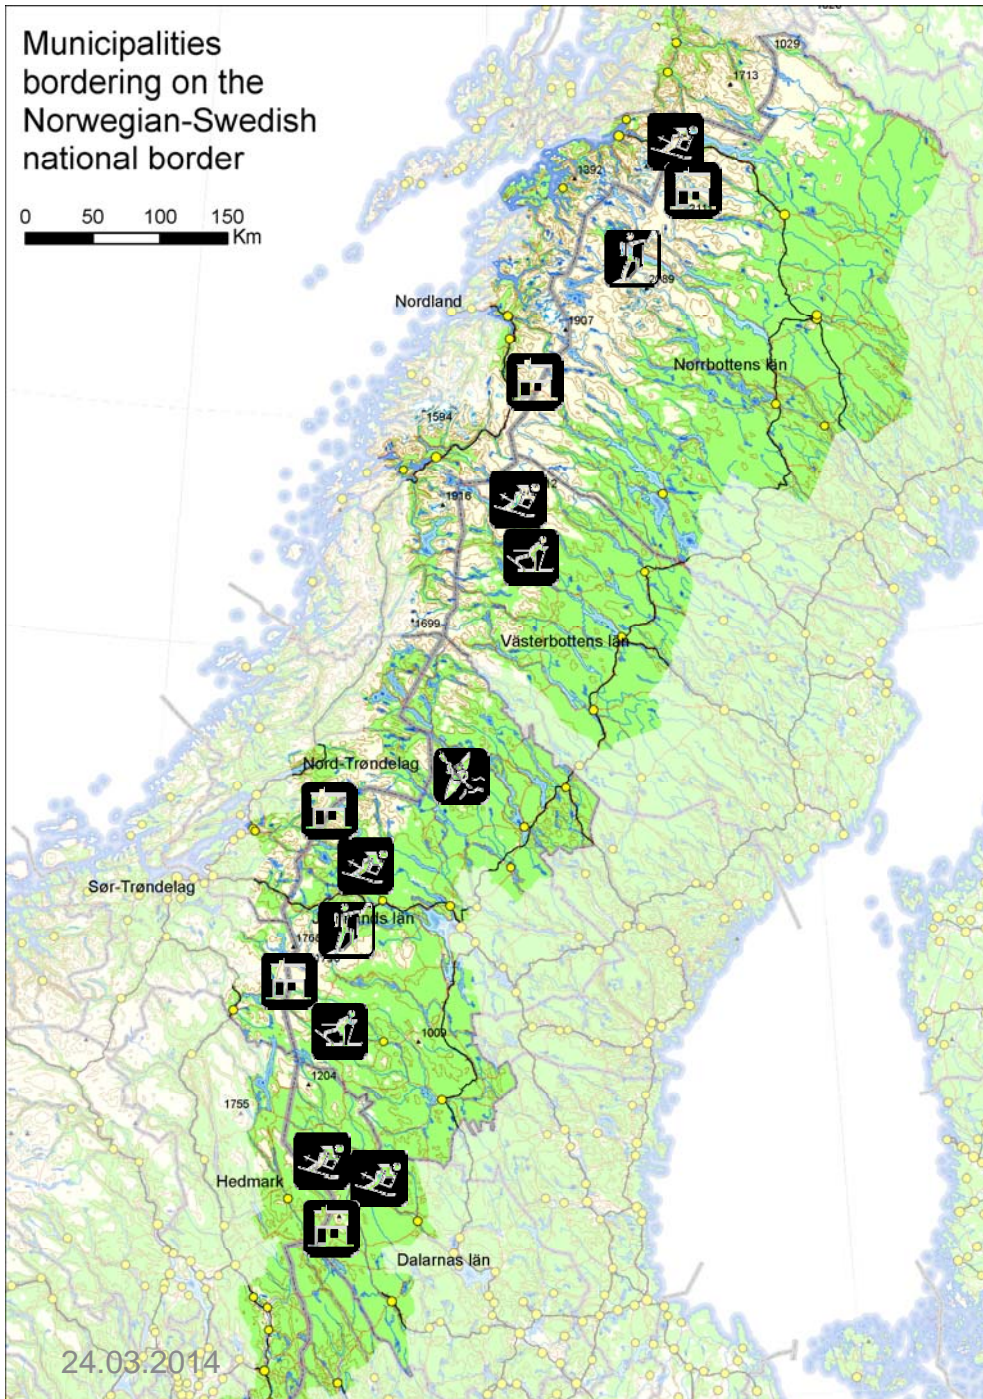 Municipalities
bordering on the
Norwegian-Swedish
national border
0 50 100 150
Km
1029
1713
1392
Nordland
1907
Norrbottens län
1594
1916
1699
Västerbottens län
Nord-Trøndelag
Sør-Trøndelag
1009
1204
1755
Hedmark
Dalarnas län
24.03.2014